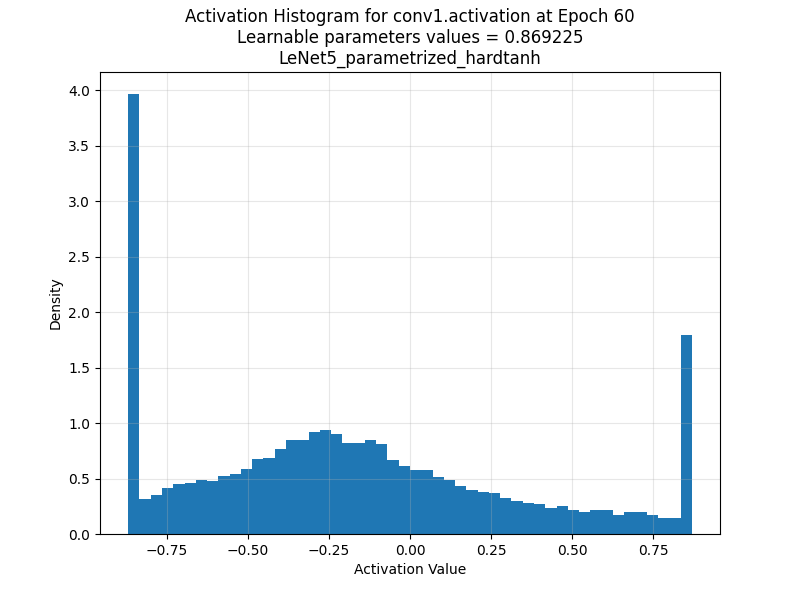 Activation Histogram for conv1.activation at Epoch 60
Learnable parameters values = 0.869225
LeNet5_parametrized_hardtanh
4.0
3.5
3.0
2.5
2.0
1.5
1.0
0.5
0.0
Density
−0.75 −0.50 −0.25 0.00 0.25 0.50 0.75
Activation Value